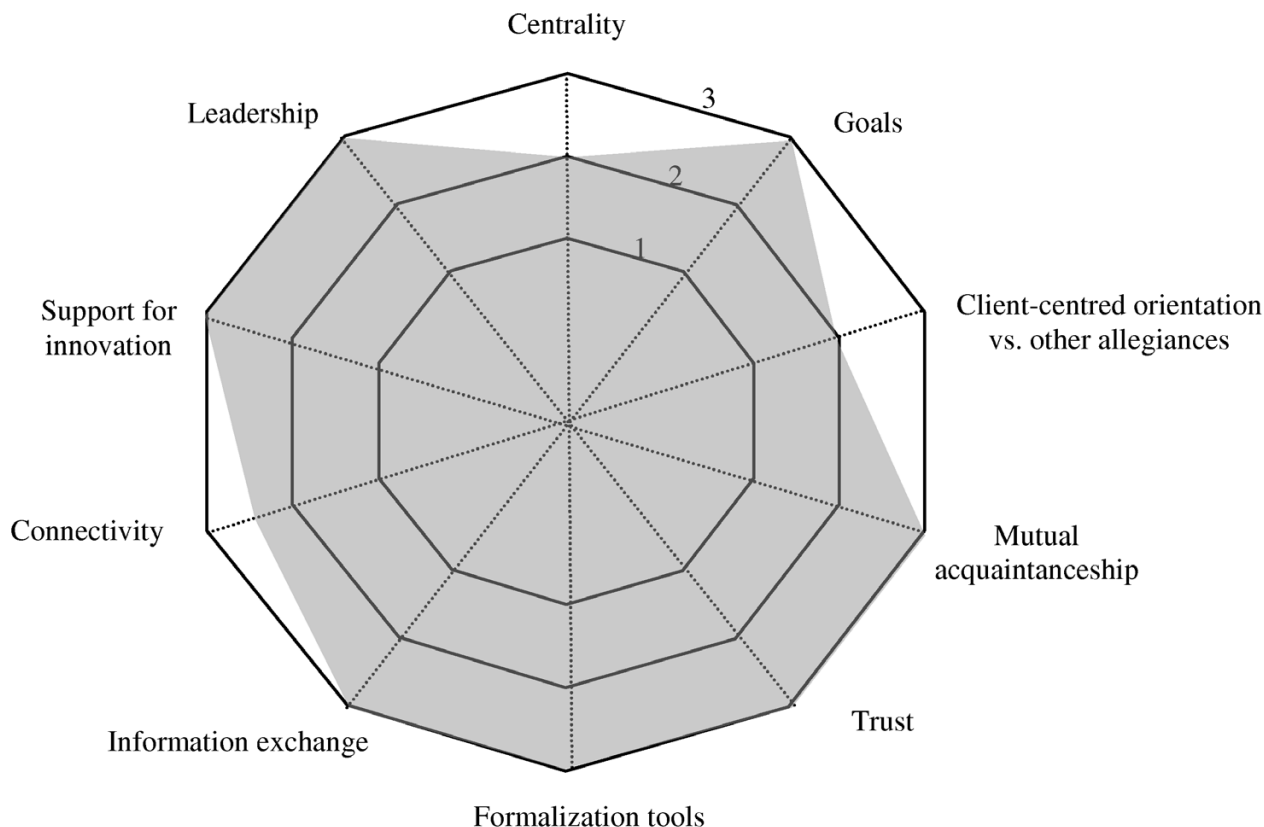 Centrality
3
Leadership
Goals
2
1
Support for
innovation
Client-centred orientation
vs. other allegiances
Connectivity
Mutual
acquaintanceship
Trust
Information exchange
Formalization tools